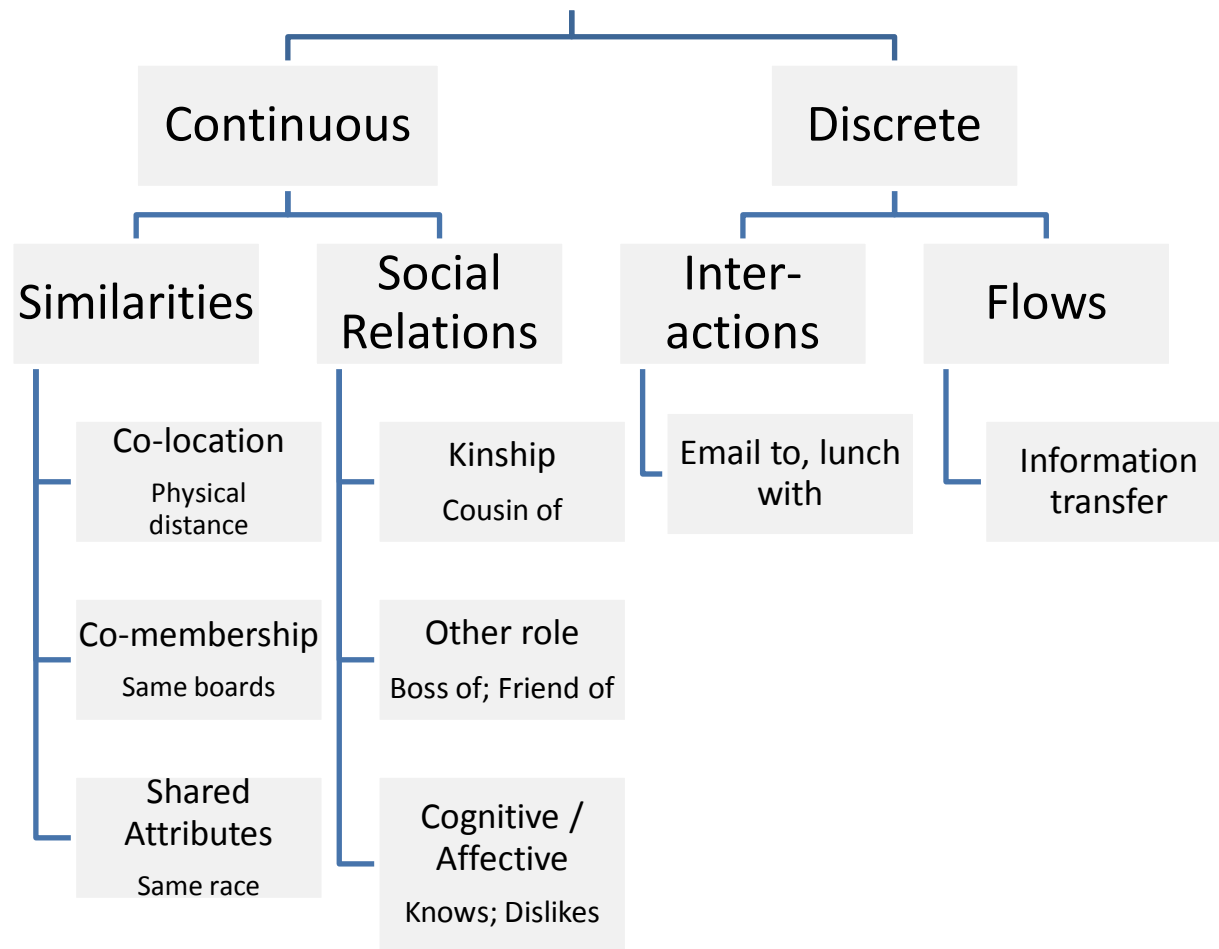 Continuous
Discrete
Similarities
Social
Relations
Inter-
actions
Flows
Co-location
Physical
distance
Kinship
Cousin of
Email to, lunch
with
Information
transfer
Co-membership
Same boards
Other role
Boss of; Friend of
Shared
Attributes
Same race
Cognitive /
Affective
Knows; Dislikes